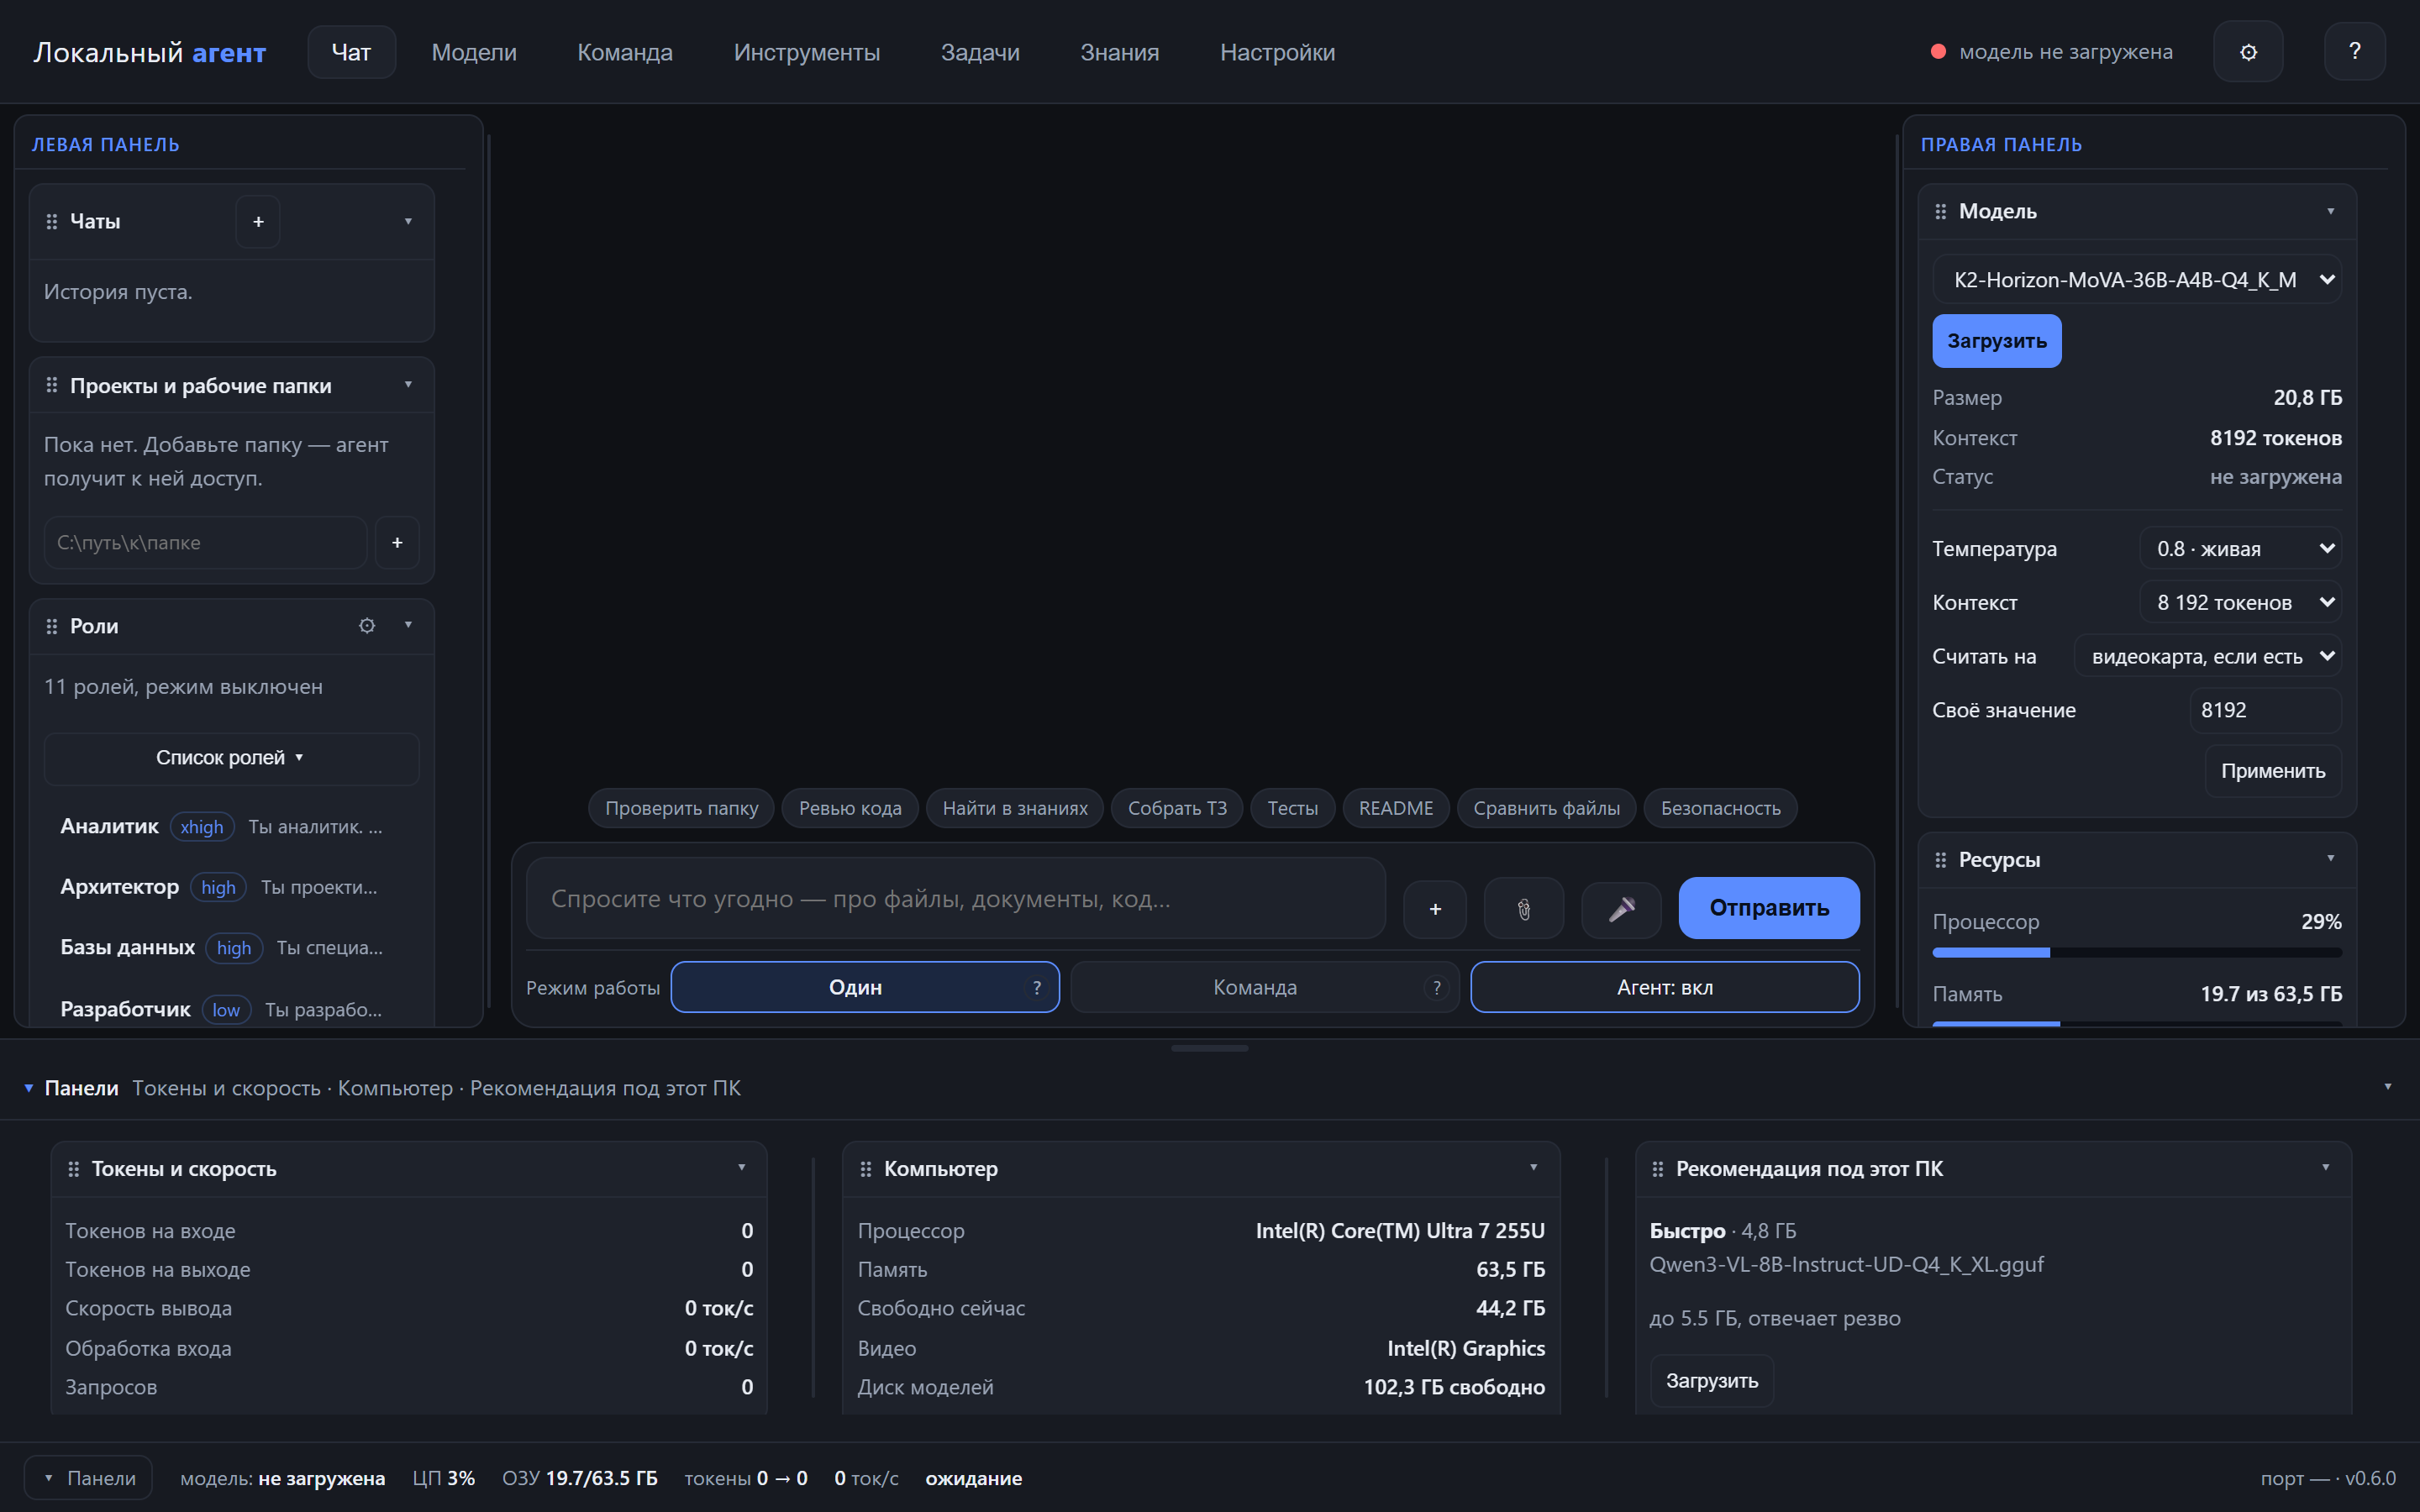 Локальный агент
Чат
Модели
Команда
Инструменты
Задачи
Знания
Настройки
модель не загружена
?
ЛЕВАЯ ПАНЕЛЬ
Чаты
+
История пуста.
Проекты и рабочие папки
Пока нет. Добавьте папку — агент
получит к ней доступ.
C:\путь\к\папке
+
Роли
11 ролей, режим выключен
Список ролей
Аналитик xhigh Ты аналитик. ...
Архитектор high Ты проекти...
Базы данных high Ты специа...
Разработчик low Ты разрабо...
Проверить папку
Ревью кода
Найти в знаниях
Собрать ТЗ
Тесты
README
Сравнить файлы
Безопасность
Спросите что угодно — про файлы, документы, код...
+
Отправить
Режим работы
Один ?
Команда ?
Агент: вкл
ПРАВАЯ ПАНЕЛЬ
Модель
K2-Horizon-MoVA-36B-A4B-Q4_K_M
Загрузить
Размер 20,8 ГБ
Контекст 8192 токенов
Статус не загружена
Температура 0.8 · живая
Контекст 8 192 токенов
Считать на видеокарта, если есть
Своё значение 8192
Применить
Ресурсы
Процессор 29%
Память 19.7 из 63,5 ГБ
Панели Токены и скорость · Компьютер · Рекомендация под этот ПК
Токены и скорость
Токенов на входе 0
Токенов на выходе 0
Скорость вывода 0 ток/с
Обработка входа 0 ток/с
Запросов 0
Компьютер
Процессор Intel(R) Core(TM) Ultra 7 255U
Память 63,5 ГБ
Свободно сейчас 44,2 ГБ
Видео Intel(R) Graphics
Диск моделей 102,3 ГБ свободно
Рекомендация под этот ПК
Быстро · 4,8 ГБ
Qwen3-VL-8B-Instruct-UD-Q4_K_XL.gguf
до 5.5 ГБ, отвечает резво
Загрузить
Панели
модель: не загружена
ЦП 3%
ОЗУ 19.7/63.5 ГБ
токены 0 → 0
0 ток/с
ожидание
порт — · v0.6.0